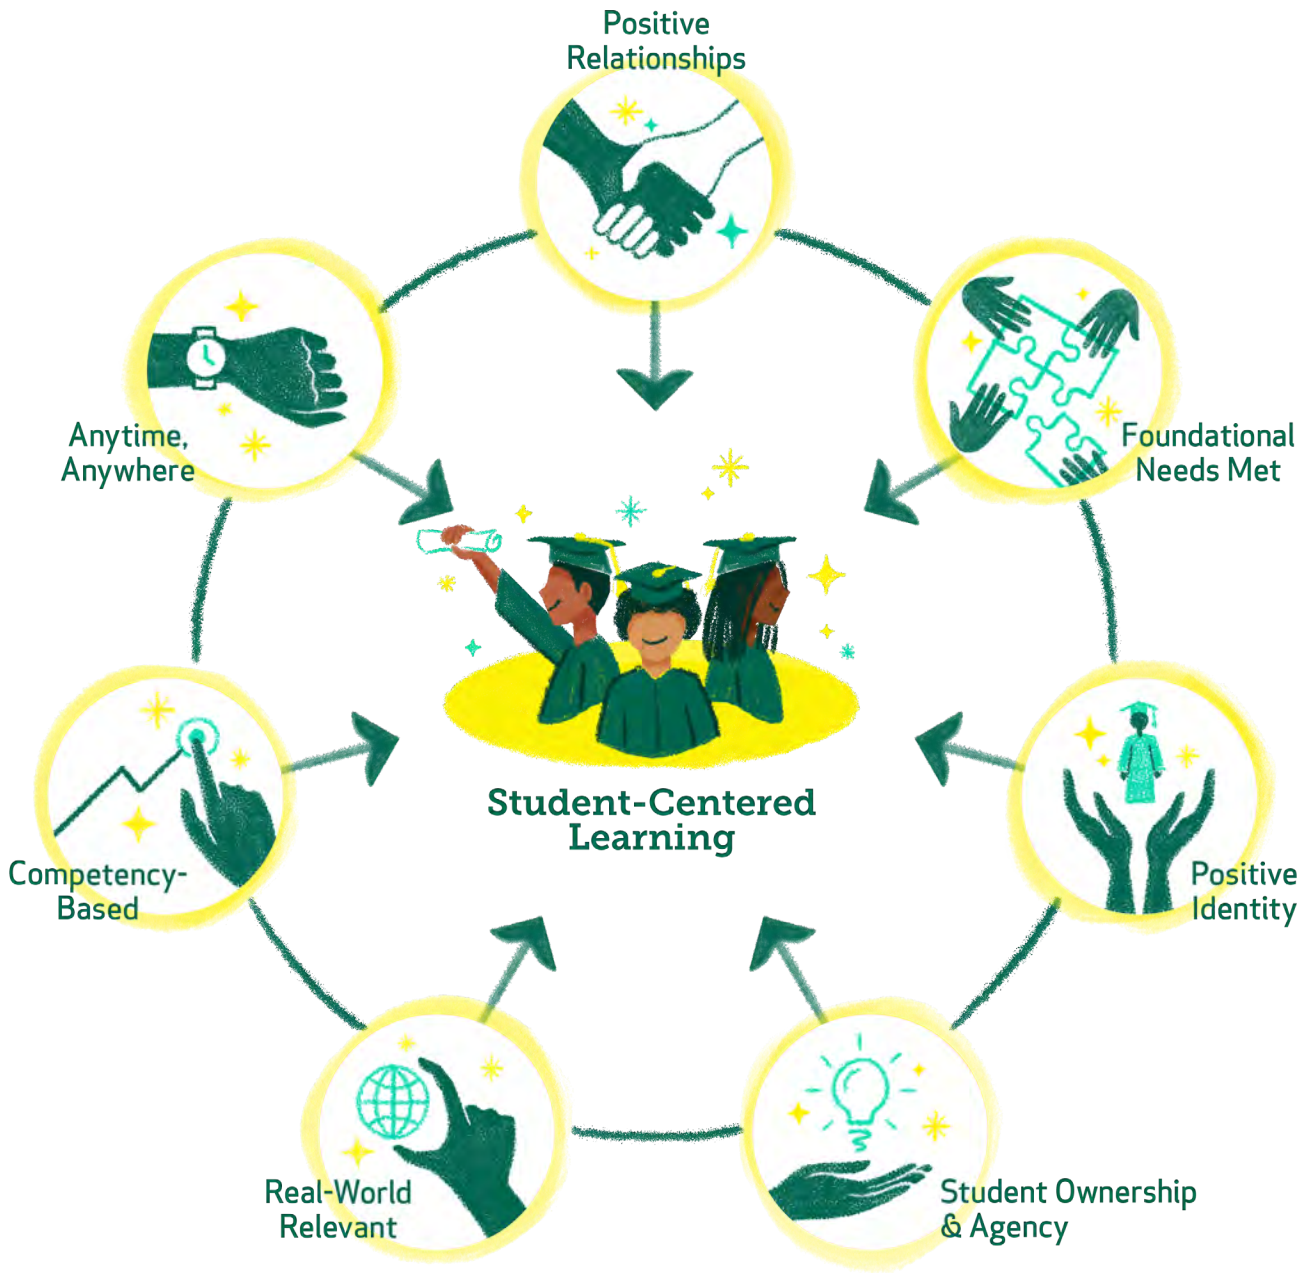 Positive
Relationships
Foundational
Needs Met
Positive
Identity
Student Ownership
& Agency
Real-World
Relevant
Competency-
Based
Anytime,
Anywhere
Student-Centered
Learning